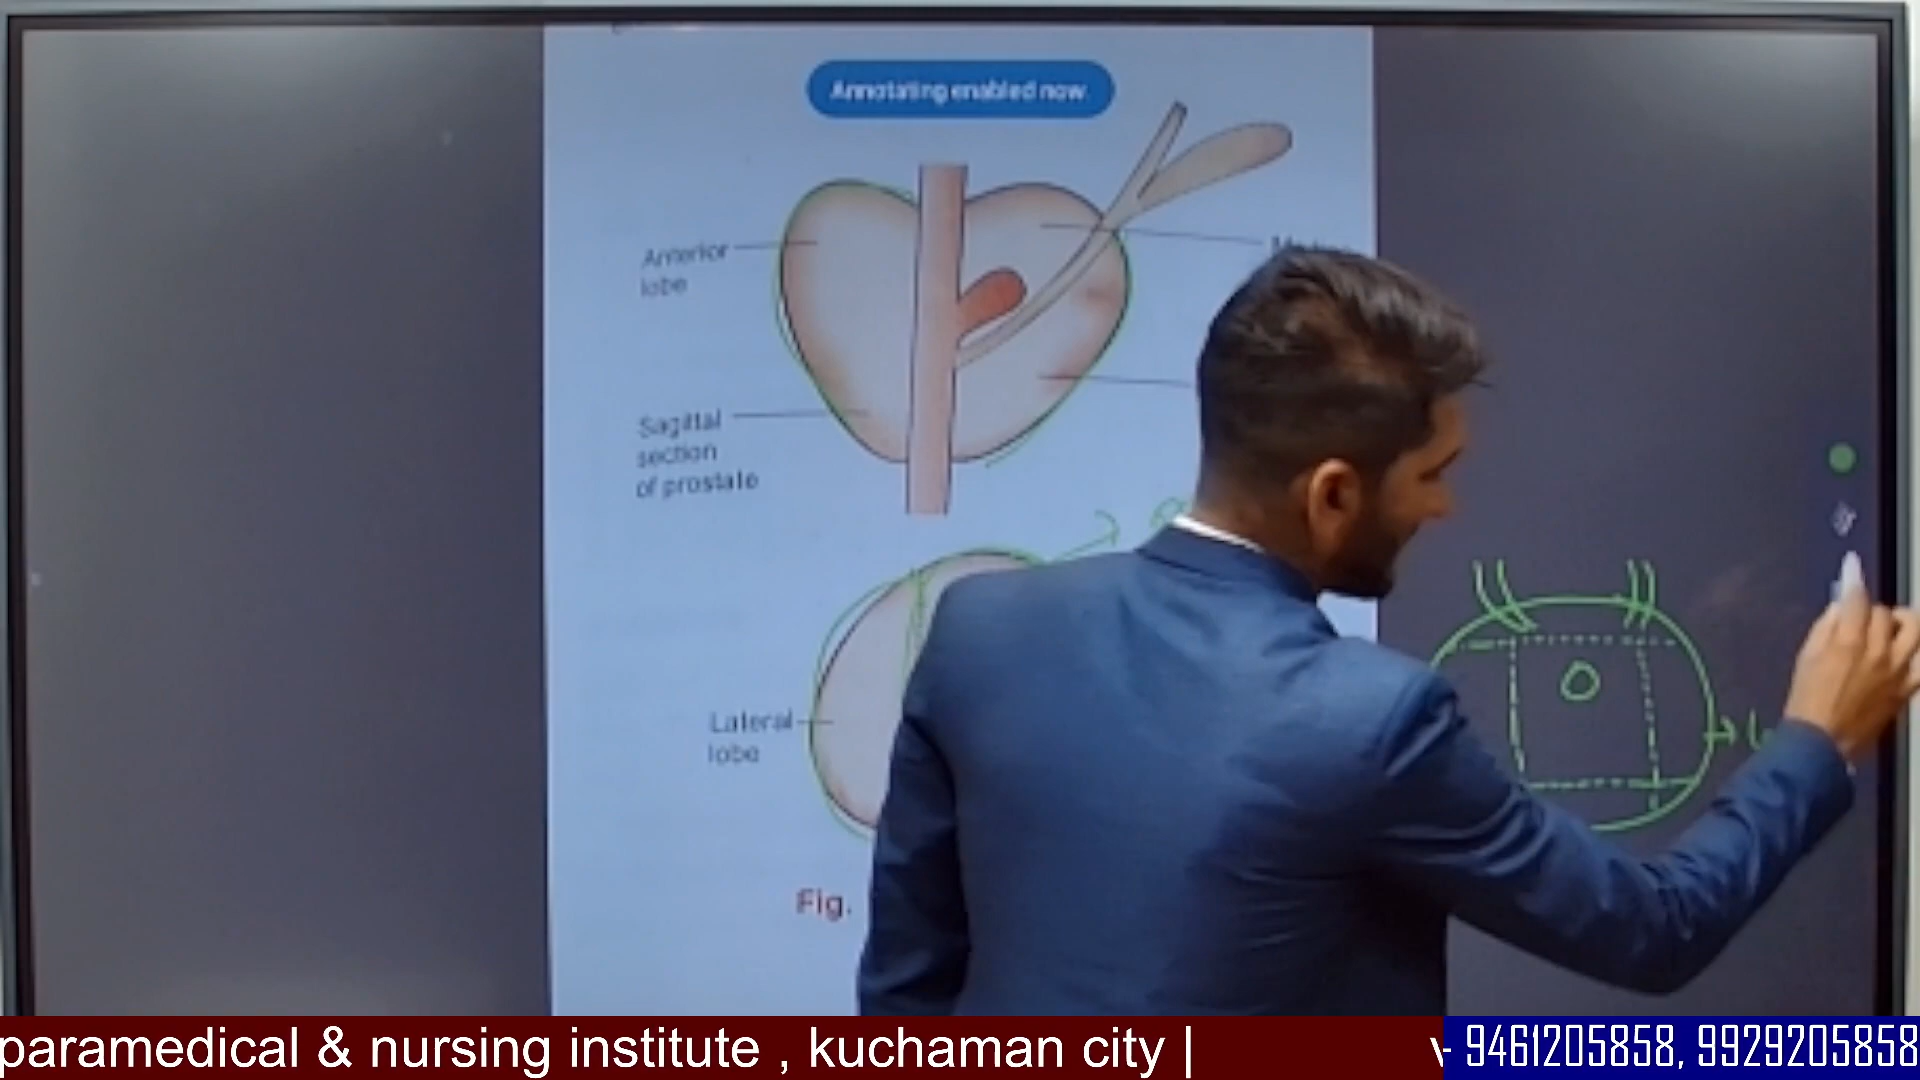 Annotating enabled now.
Anterior
lobe
Sagittal
section
of prostate
Lateral
lobe
Fig.
paramedical & nursing institute , kuchaman city |
- 9461205858, 9929205858